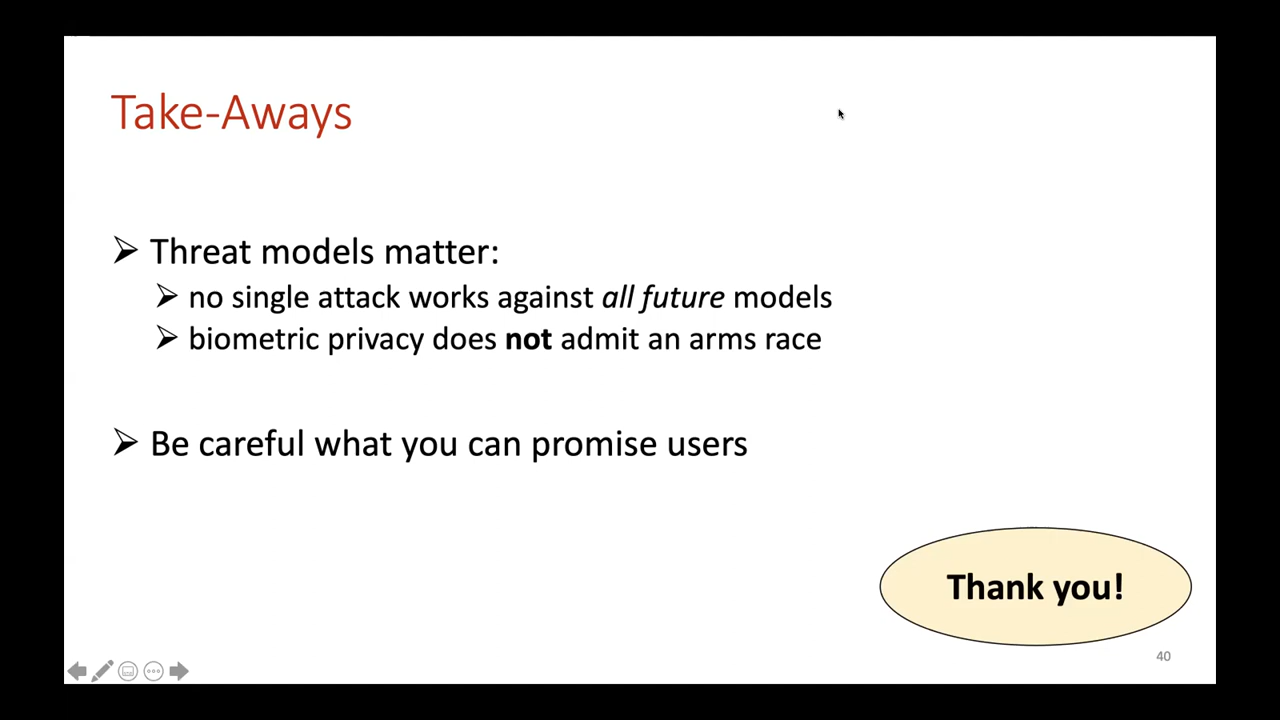 Take-Aways
Threat models matter:
no single attack works against all future models
biometric privacy does not admit an arms race
Be careful what you can promise users
Thank you!
40